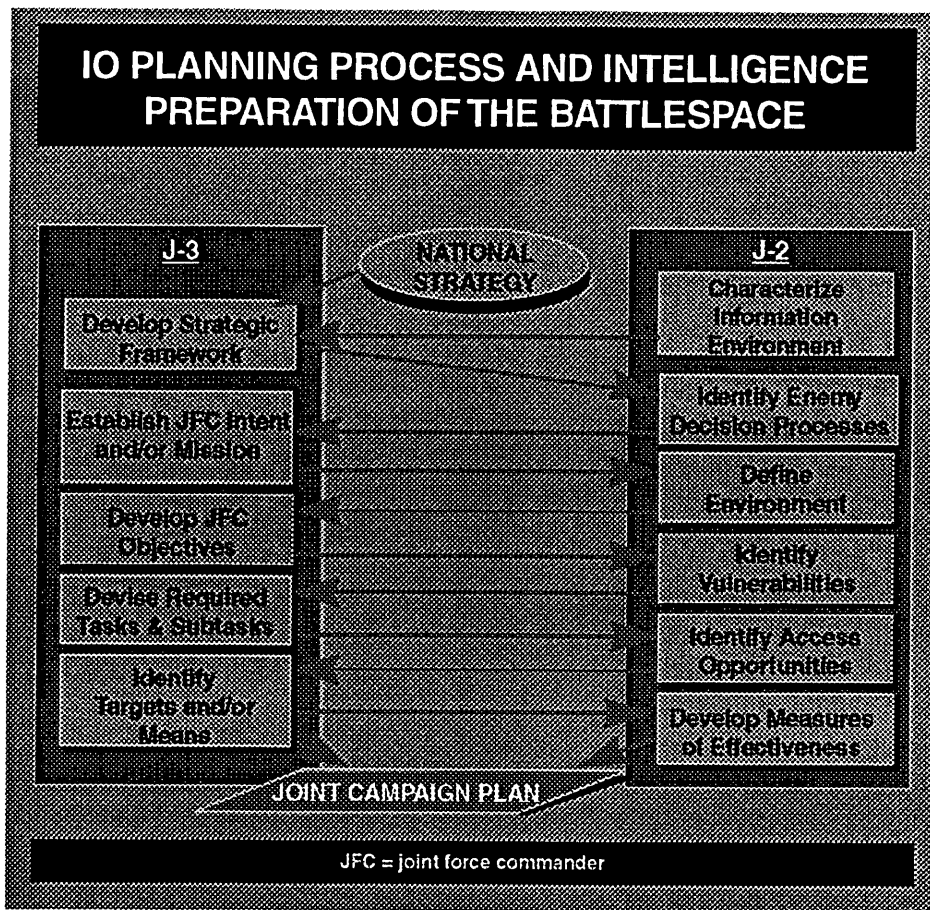 IO PLANNING PROCESS AND INTELLIGENCE
PREPARATION OF THE BATTLESPACE
NATIONAL
STRATEGY
J-3
Develop Strategic
Framework
Establish JFC Intent
and/or Mission
Develop JFC
Objectives
Device Required
Tasks & Subtasks
Identify
Targets and/or
Means
J-2
Characterize
Information
Environment
Identify Enemy
Decision Processes
Define
Environment
Identify
Vulnerabilities
Identify Access
Opportunities
Develop Measures
of Effectiveness
JOINT CAMPAIGN PLAN
JFC = joint force commander